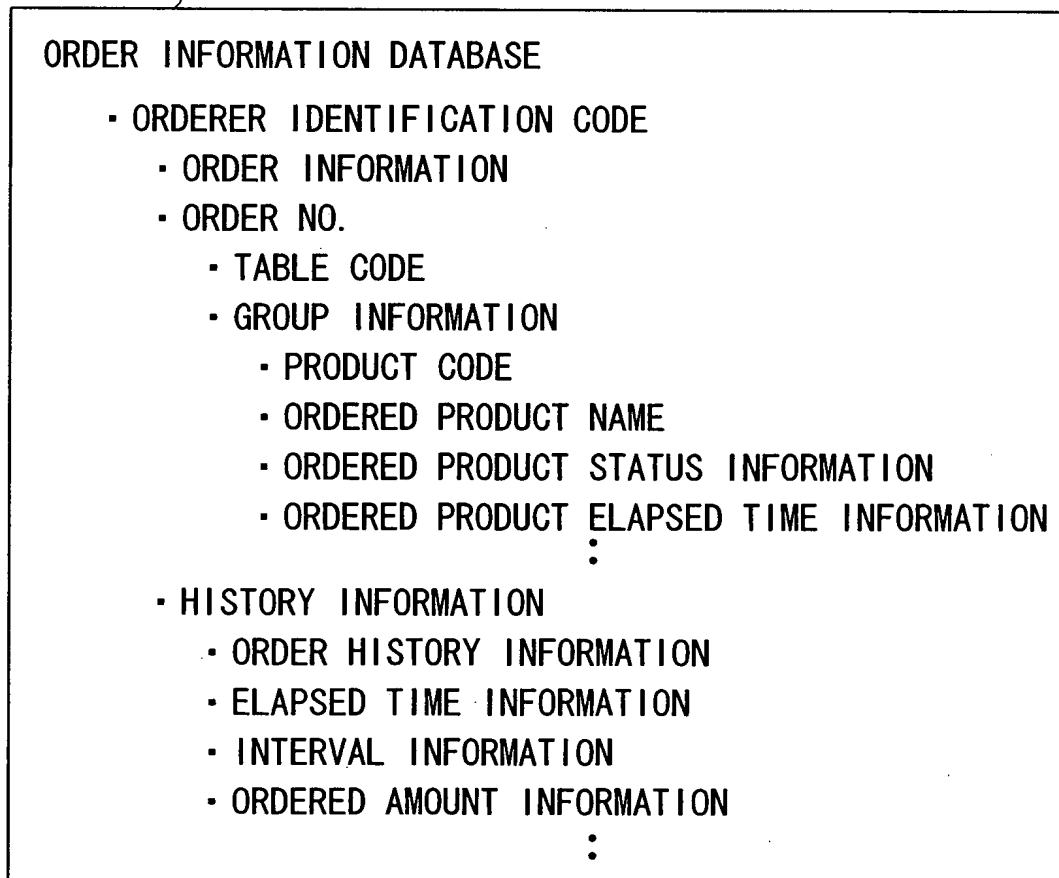 ORDER INFORMATION DATABASE
・ORDERER IDENTIFICATION CODE
・ORDER INFORMATION
・ORDER NO.
・TABLE CODE
・GROUP INFORMATION
・PRODUCT CODE
・ORDERED PRODUCT NAME
・ORDERED PRODUCT STATUS INFORMATION
・ORDERED PRODUCT ELAPSED TIME INFORMATION
⋮
・HISTORY INFORMATION
・ORDER HISTORY INFORMATION
・ELAPSED TIME INFORMATION
・INTERVAL INFORMATION
・ORDERED AMOUNT INFORMATION
⋮